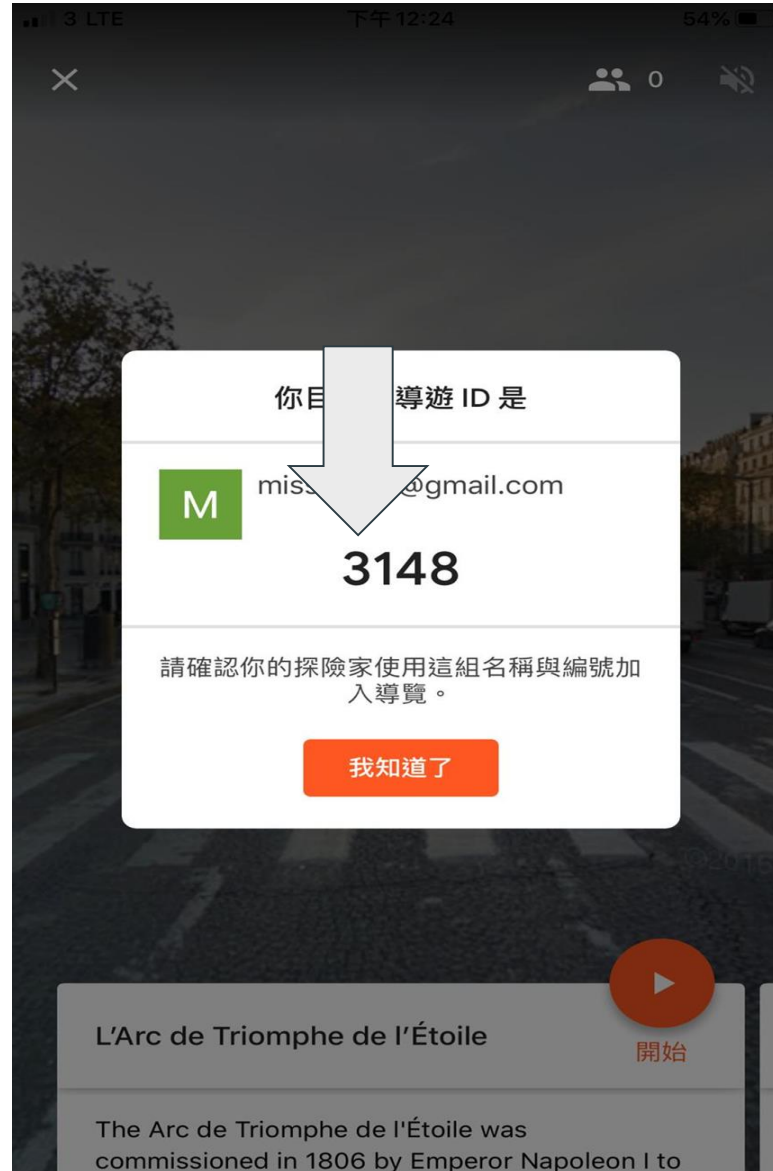 3 LTE 下午12:24 54%
0
你目 導遊 ID 是
M
mis @gmail.com
3148
請確認你的探險家使用這組名稱與編號加
入導覽。
我知道了
L’Arc de Triomphe de l’Étoile
開始
The Arc de Triomphe de l'Étoile was
commissioned in 1806 by Emperor Napoleon I to